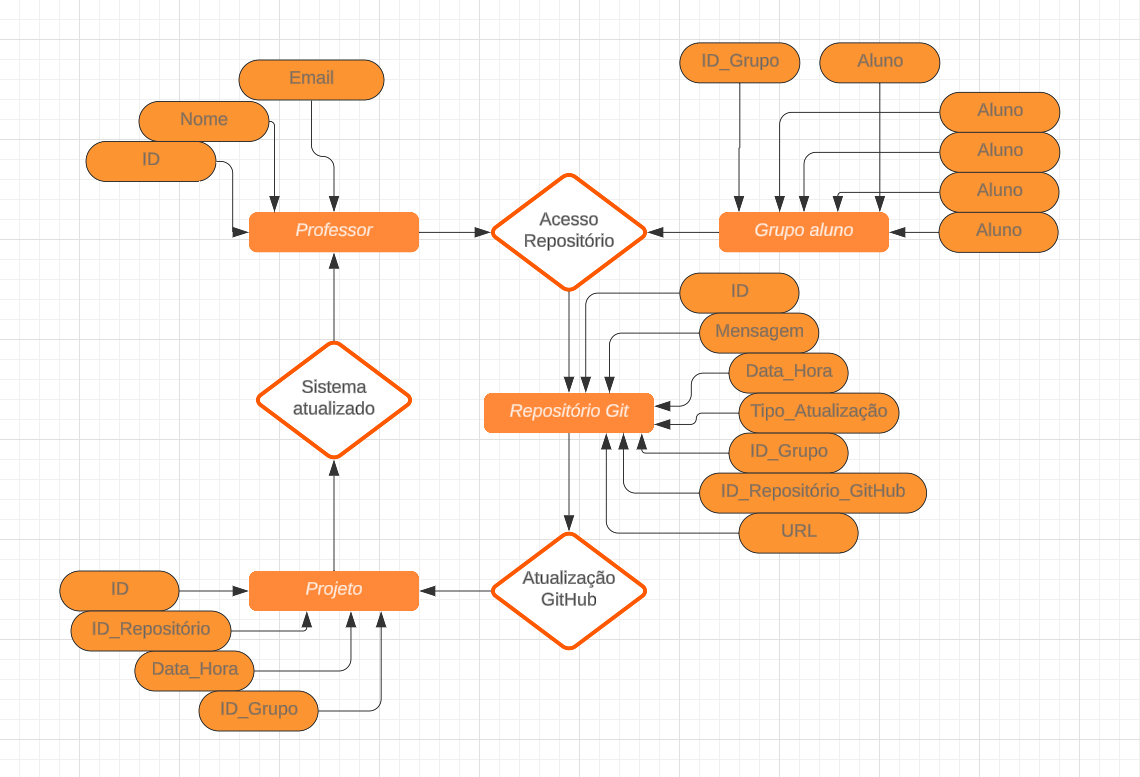 ID_Grupo
Aluno
Email
Nome
ID
Aluno
Aluno
Aluno
Aluno
Professor
Acesso
Repositório
Grupo aluno
ID
Mensagem
Data_Hora
Tipo_Atualização
ID_Grupo
ID_Repositório_GitHub
URL
Sistema
atualizado
Repositório Git
Atualização
GitHub
Projeto
ID
ID_Repositório
Data_Hora
ID_Grupo